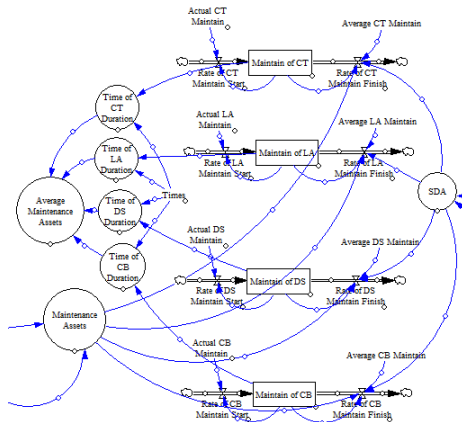 Actual CT
Maintain
Average CT Maintain
Maintain of CT
Rate of CT
Maintain Start
Rate of CT
Maintain Finish
Time of
CT
Duration
Actual LA
Maintain
Average LA Maintain
Maintain of LA
Rate of LA
Maintain Start
Rate of LA
Maintain Finish
Time of
LA
Duration
Times
SDA
Average
Maintenance
Assets
Time of
DS
Duration
Actual DS
Maintain
Average DS Maintain
Time of
CB
Duration
Maintain of DS
Rate of DS
Maintain Start
Rate of DS
Maintain Finish
Maintenance
Assets
Actual CB
Maintain
Average CB Maintain
Maintain of CB
Rate of CB
Maintain Start
Rate of CB
Maintain Finish